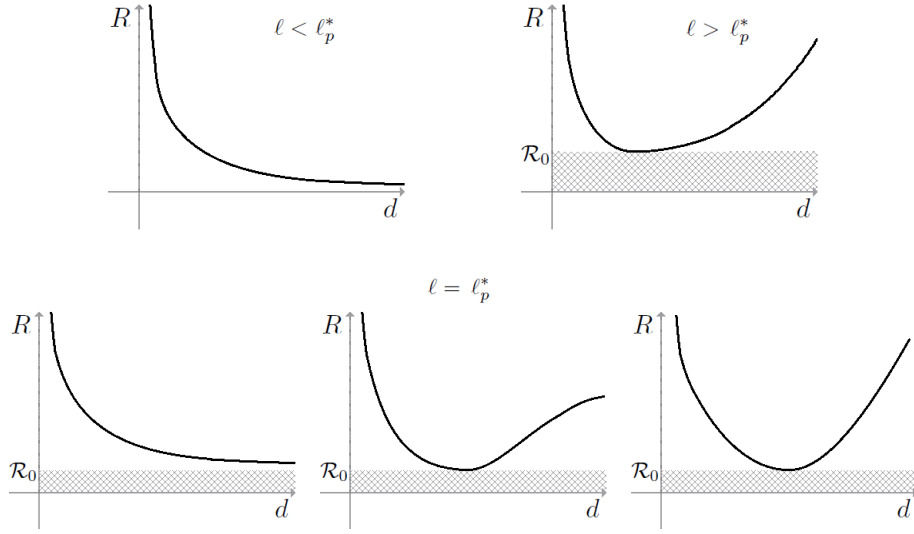 R ℓ < ℓ*ₚ
d
R ℓ > ℓ*ₚ
ℛ₀
d
ℓ = ℓ*ₚ
R
ℛ₀
d
R
ℛ₀
d
R
ℛ₀
d